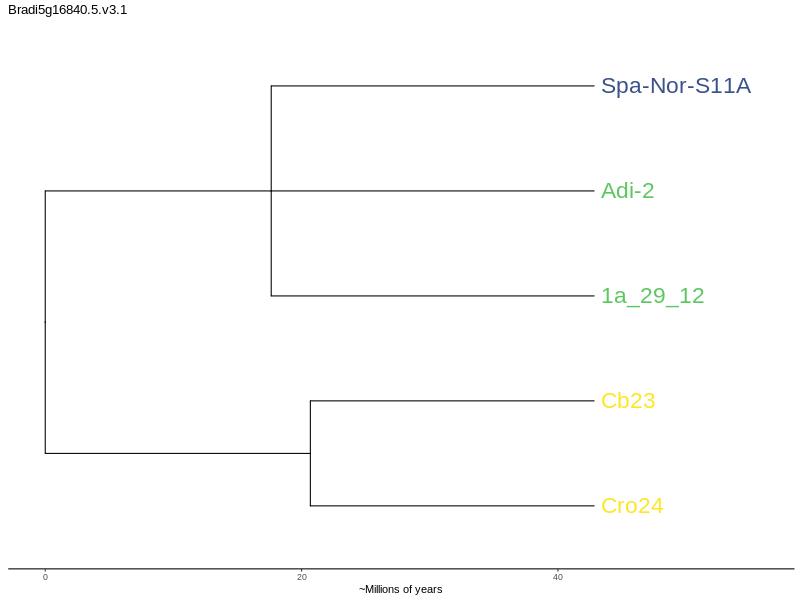 Bradi5g16840.5.v3.1
Spa-Nor-S11A
Adi-2
1a_29_12
Cb23
Cro24
0 20 40
~Millions of years